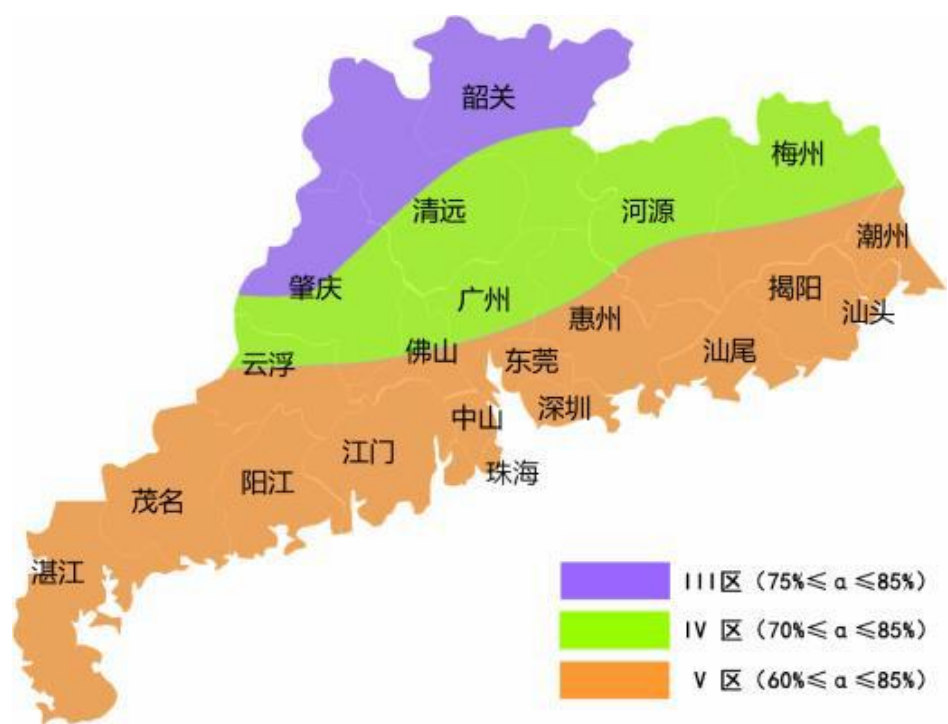 韶关
梅州
清远
河源
潮州
肇庆
广州
揭阳
汕头
惠州
佛山
东莞
汕尾
云浮
深圳
中山
江门
珠海
阳江
茂名
湛江
III区（75%≤α≤85%）
IV 区（70%≤α≤85%）
V 区（60%≤α≤85%）